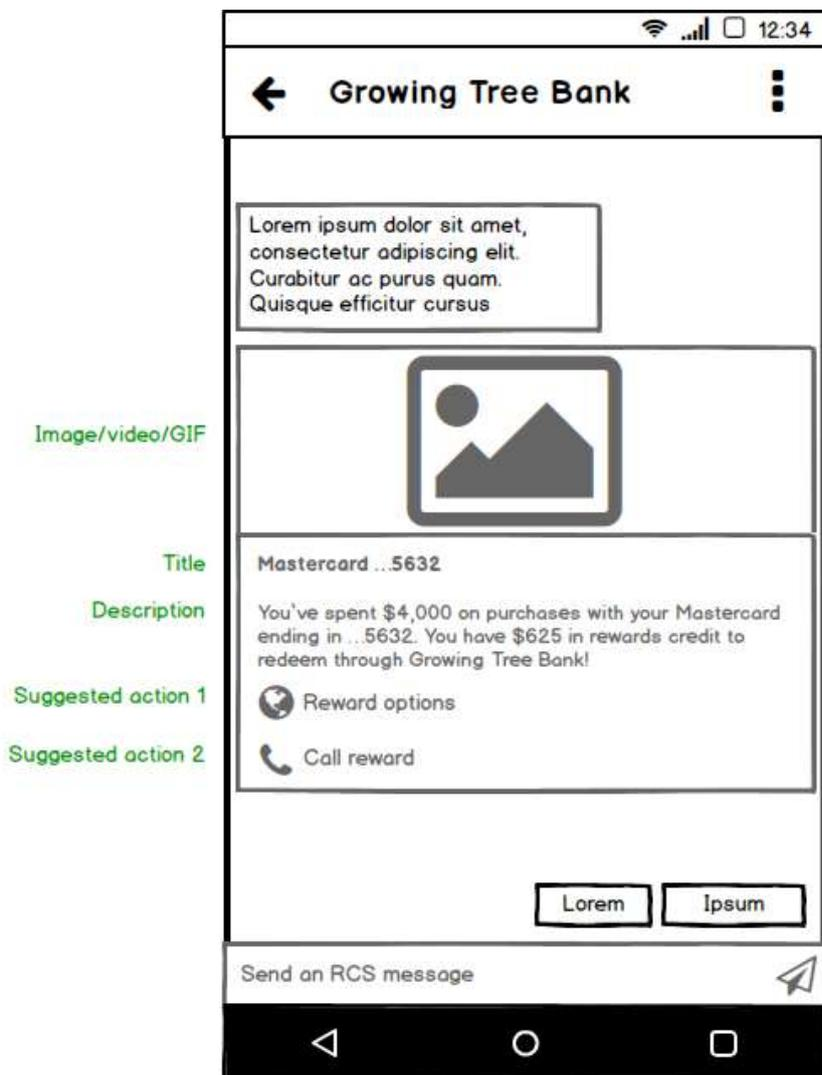 12:34
Growing Tree Bank
Lorem ipsum dolor sit amet,
consectetur adipiscing elit.
Curabitur ac purus quam.
Quisque efficitur cursus
Image/video/GIF
Title
Mastercard ...5632
Description
You've spent $4,000 on purchases with your Mastercard
ending in ...5632. You have $625 in rewards credit to
redeem through Growing Tree Bank!
Suggested action 1
Reward options
Suggested action 2
Call reward
Lorem
Ipsum
Send an RCS message